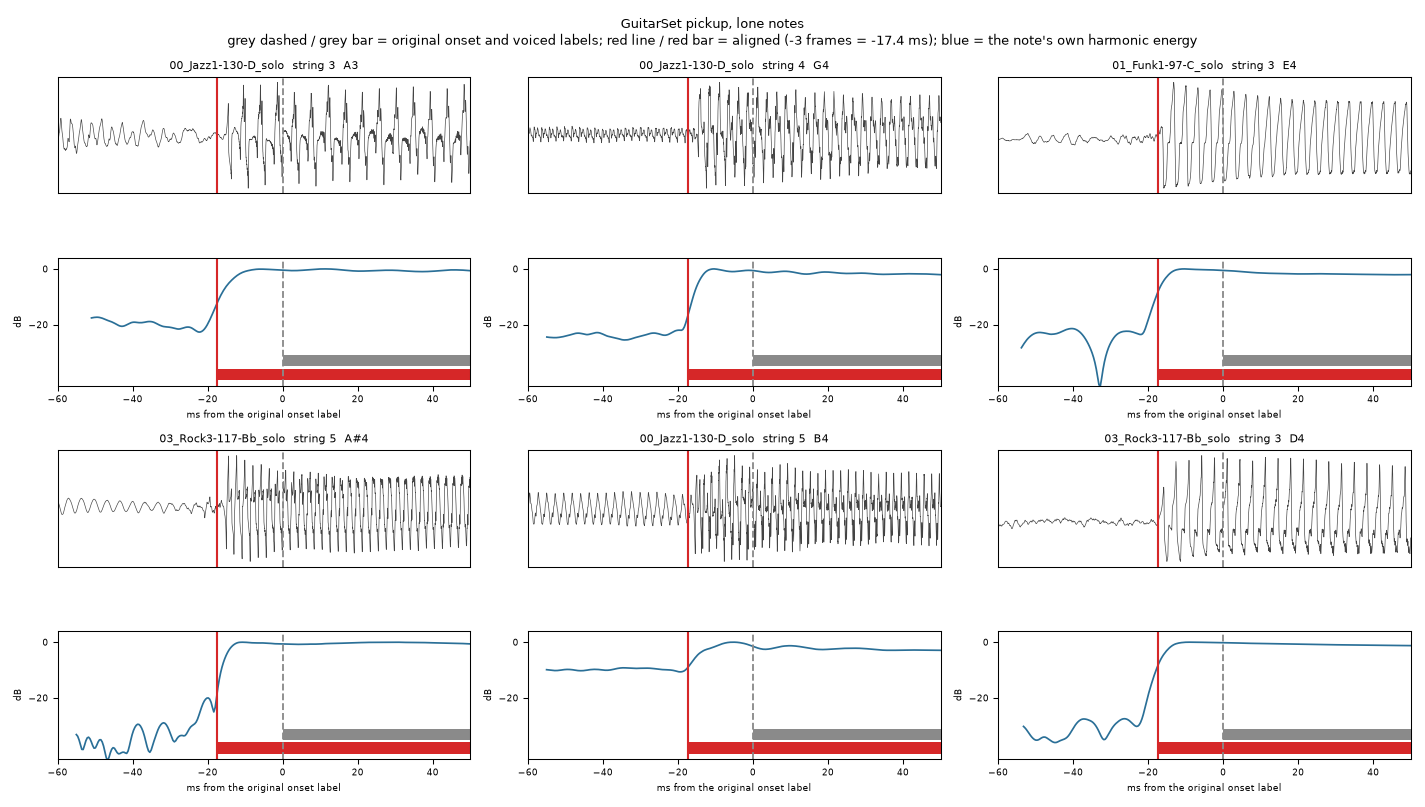 GuitarSet pickup, lone notes
grey dashed / grey bar = original onset and voiced labels; red line / red bar = aligned (-3 frames = -17.4 ms); blue = the note's own harmonic energy
00_Jazz1-130-D_solo  string 3  A3
00_Jazz1-130-D_solo  string 4  G4
01_Funk1-97-C_solo  string 3  E4
dB
0
−20
−60 −40 −20 0 20 40
ms from the original onset label
dB
0
−20
−60 −40 −20 0 20 40
ms from the original onset label
dB
0
−20
−60 −40 −20 0 20 40
ms from the original onset label
03_Rock3-117-Bb_solo  string 5  A#4
00_Jazz1-130-D_solo  string 5  B4
03_Rock3-117-Bb_solo  string 3  D4
dB
0
−20
−60 −40 −20 0 20 40
ms from the original onset label
dB
0
−20
−60 −40 −20 0 20 40
ms from the original onset label
dB
0
−20
−60 −40 −20 0 20 40
ms from the original onset label